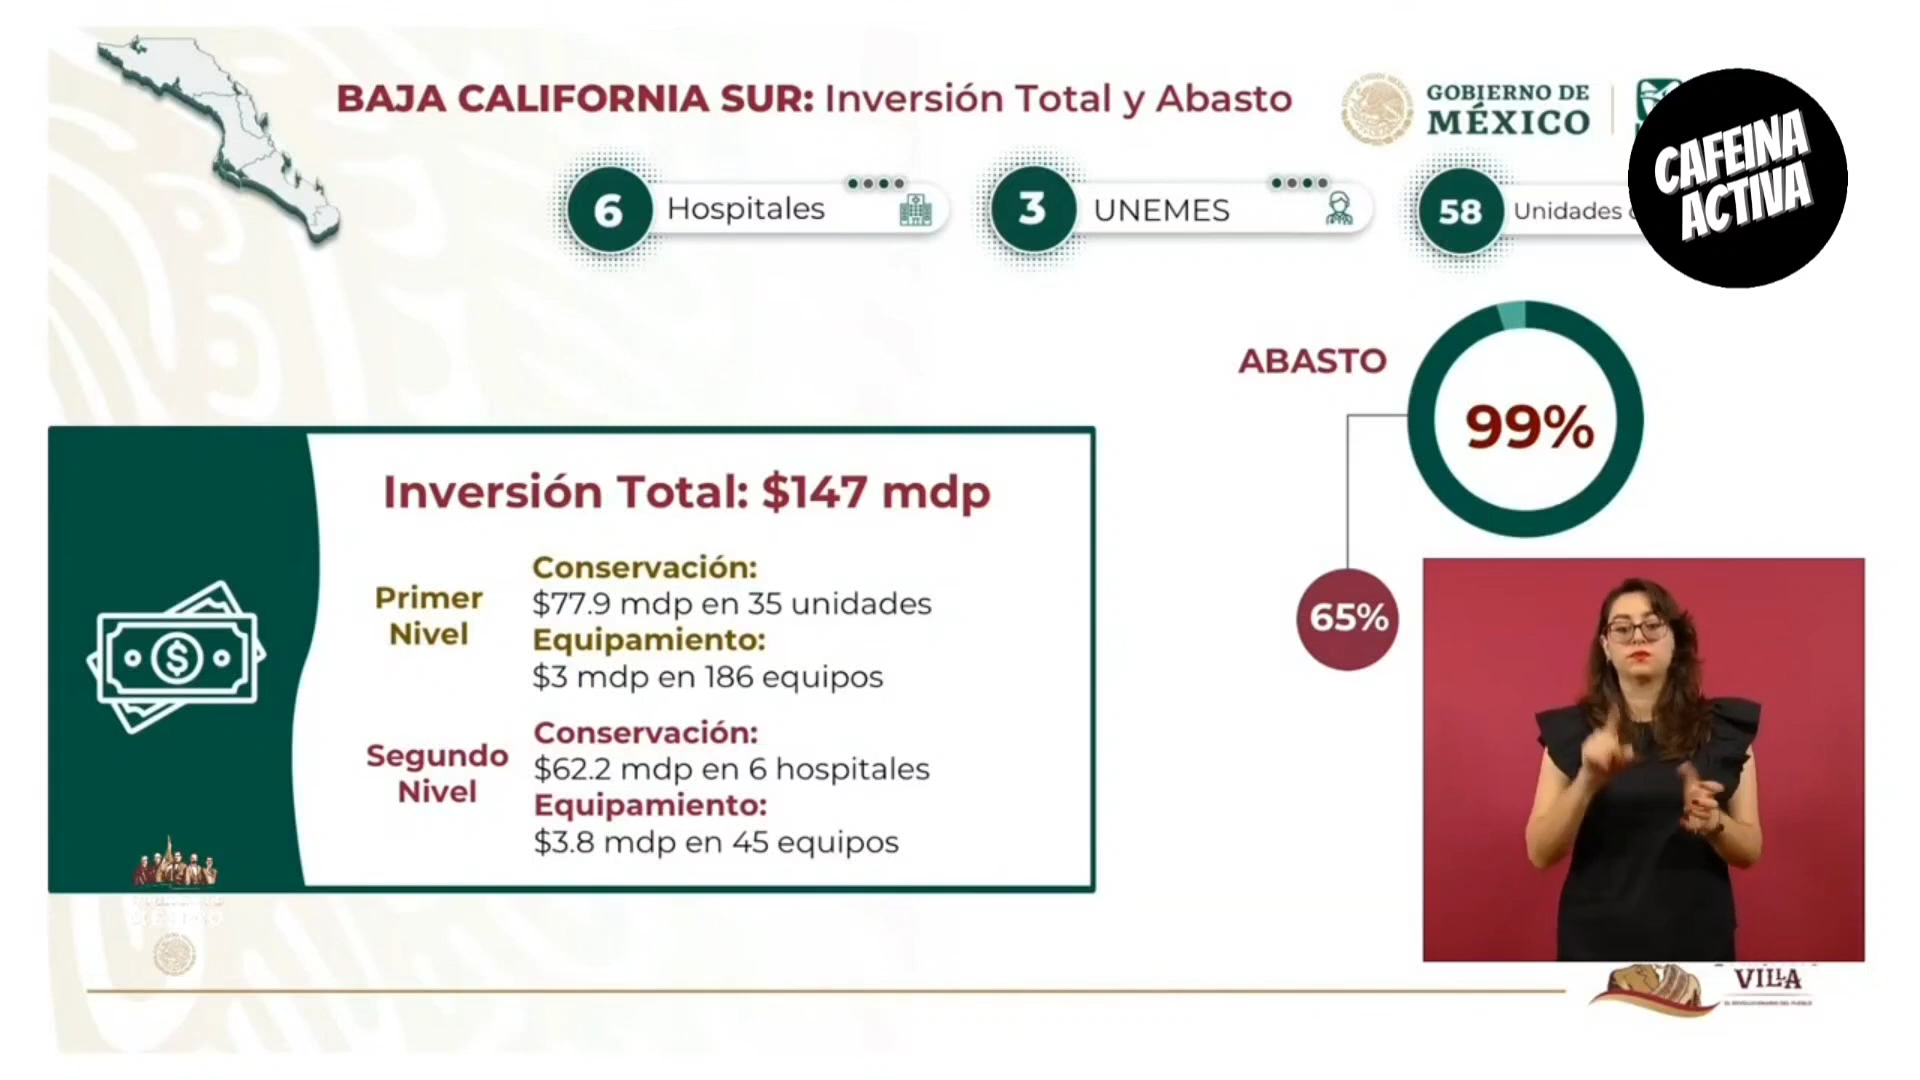 BAJA CALIFORNIA SUR: Inversión Total y Abasto
GOBIERNO DE
MÉXICO
CAFEINA
ACTIVA
6 Hospitales
3 UNEMES
58 Unidades
ABASTO
99%
65%
Inversión Total: $147 mdp
Primer
Nivel
Conservación:
$77.9 mdp en 35 unidades
Equipamiento:
$3 mdp en 186 equipos
Segundo
Nivel
Conservación:
$62.2 mdp en 6 hospitales
Equipamiento:
$3.8 mdp en 45 equipos
VILLA